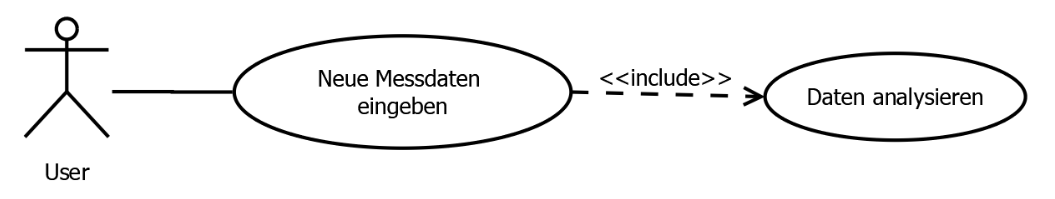 Neue Messdaten
eingeben
<<include>>
Daten analysieren
User